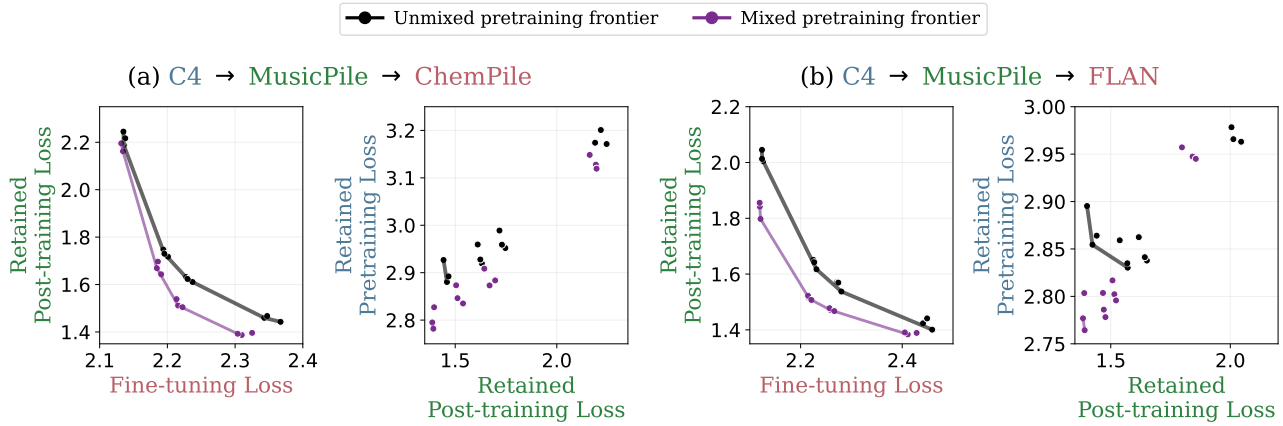 Unmixed pretraining frontier
Mixed pretraining frontier
(a) C4 → MusicPile → ChemPile
(b) C4 → MusicPile → FLAN
Retained
Post-training Loss
2.2
2.0
1.8
1.6
1.4
2.1
2.2
2.3
2.4
Fine-tuning Loss
Retained
Pretraining Loss
3.2
3.1
3.0
2.9
2.8
1.5
2.0
Retained
Post-training Loss
Retained
Post-training Loss
2.2
2.0
1.8
1.6
1.4
2.2
2.4
Fine-tuning Loss
Retained
Pretraining Loss
3.00
2.95
2.90
2.85
2.80
2.75
1.5
2.0
Retained
Post-training Loss